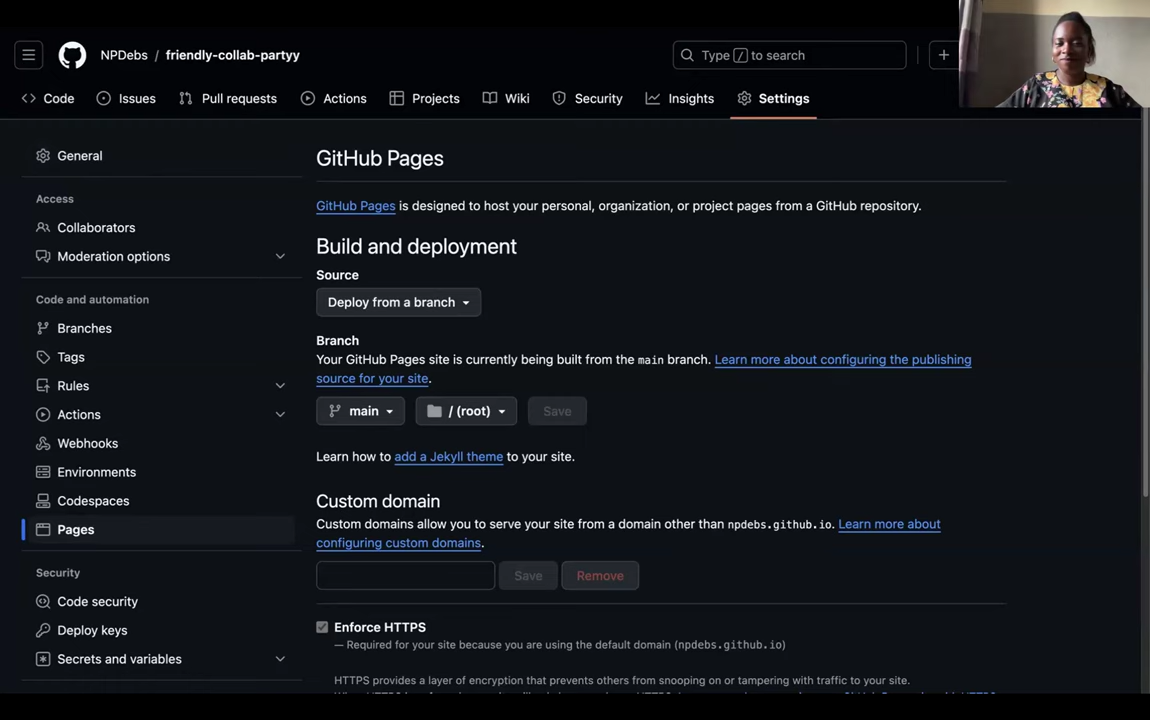 NPDebs / friendly-collab-partyy
Type / to search
Code Issues Pull requests Actions Projects Wiki Security Insights Settings
General
Access
Collaborators
Moderation options
Code and automation
Branches
Tags
Rules
Actions
Webhooks
Environments
Codespaces
Pages
Security
Code security
Deploy keys
Secrets and variables
GitHub Pages
GitHub Pages is designed to host your personal, organization, or project pages from a GitHub repository.
Build and deployment
Source
Deploy from a branch
Branch
Your GitHub Pages site is currently being built from the main branch. Learn more about configuring the publishing
source for your site.
main / (root) Save
Learn how to add a Jekyll theme to your site.
Custom domain
Custom domains allow you to serve your site from a domain other than npdebs.github.io. Learn more about
configuring custom domains.
Save Remove
Enforce HTTPS
— Required for your site because you are using the default domain (npdebs.github.io)
HTTPS provides a layer of encryption that prevents others from snooping on or tampering with traffic to your site.